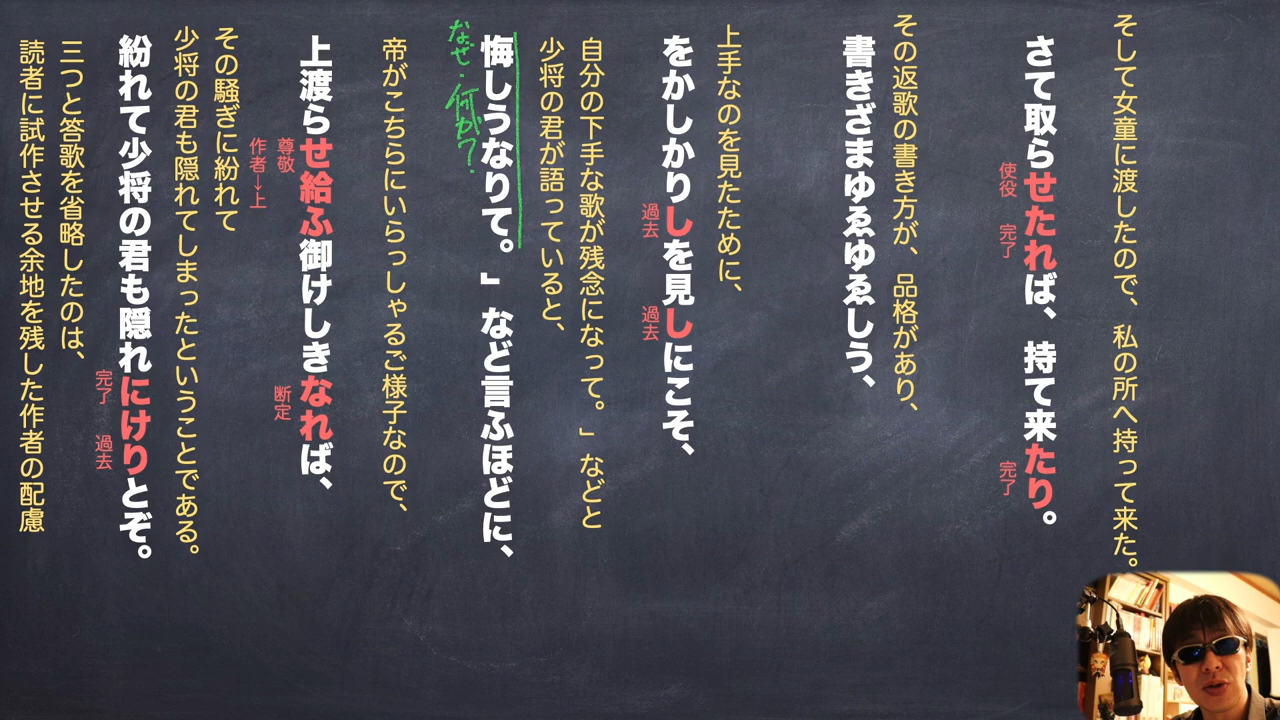 そして女童に渡したので、私の所へ持って来た。
さて取らせたれば、持て来たり。
使役
完了
完了
その返歌の書き方が、品格があり、
書きざまゆゑゆゑしう、
上手なのを見たために、
をかしかりしを見しにこそ、
過去
過去
自分の下手な歌が残念になって。」などと
少将の君が語っていると、
悔しうなりて。」など言ふほどに、
なぜ・何が?
帝がこちらにいらっしゃるご様子なので、
上渡らせ給ふ御けしきなれば、
尊敬
作者→上
断定
その騒ぎに紛れて
少将の君も隠れてしまったということである。
紛れて少将の君も隠れにけりとぞ。
完了
過去
三つと答歌を省略したのは、
読者に試作させる余地を残した作者の配慮